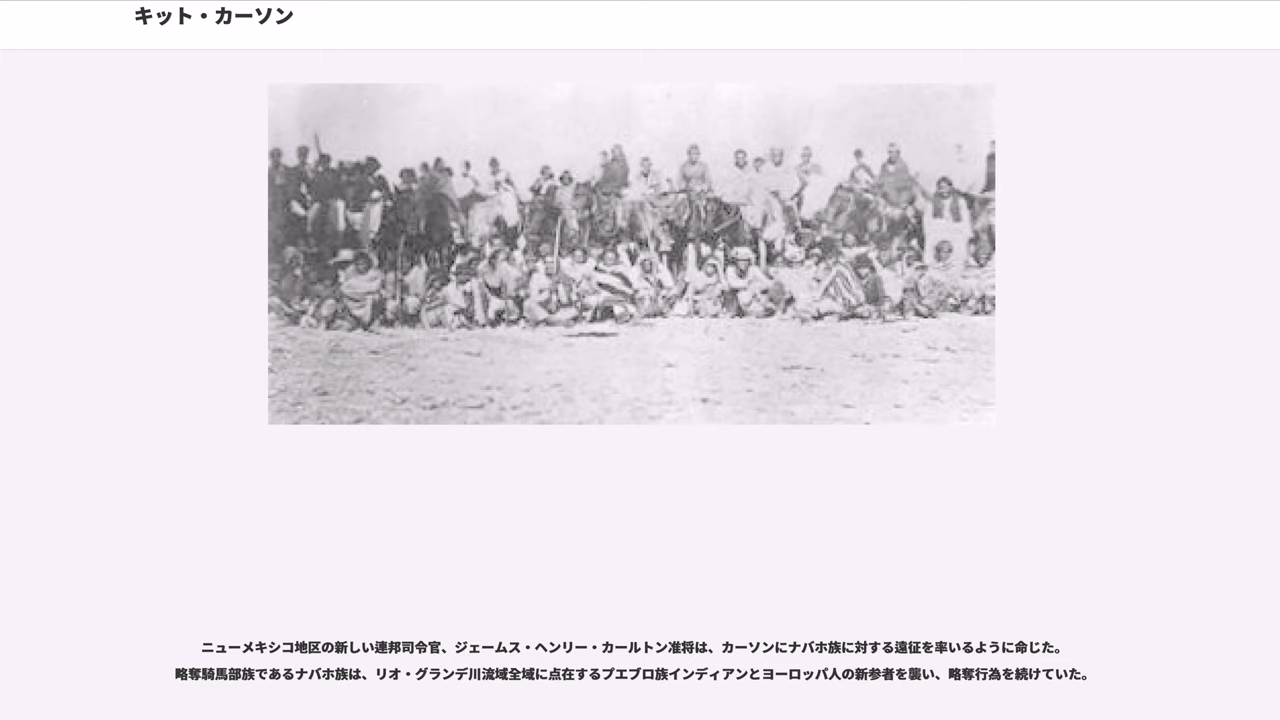 キット・カーソン
ニューメキシコ地区の新しい連邦司令官、ジェームス・ヘンリー・カールトン准将は、カーソンにナバホ族に対する遠征を率いるように命じた。
略奪騎馬部族であるナバホ族は、リオ・グランデ川流域全域に点在するプエブロ族インディアンとヨーロッパ人の新参者を襲い、略奪行為を続けていた。